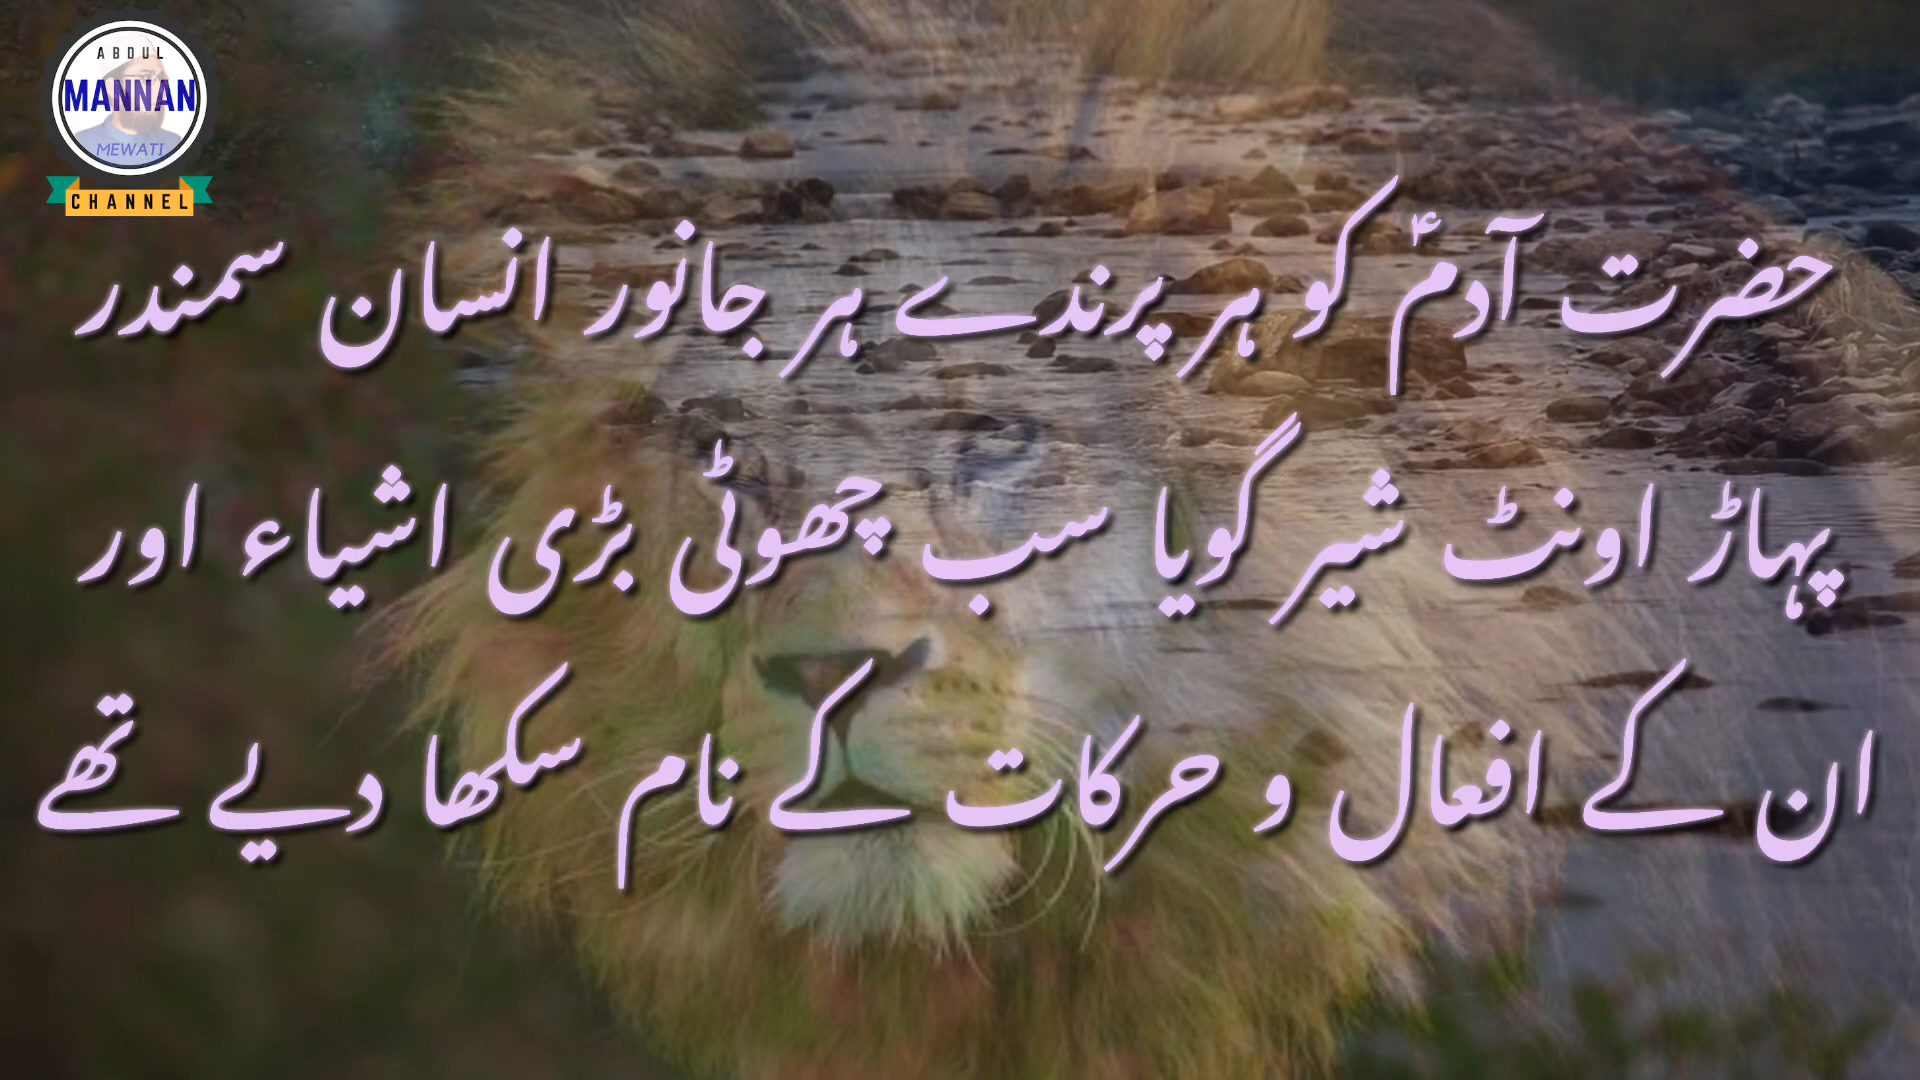 ABDUL
MANNAN
MEWATI
CHANNEL
حضرت آدمؑ کو ہر پرندے ہر جانور انسان سمندر
پہاڑ اونٹ شیر گویا سب چھوٹی بڑی اشیاء اور
ان کے افعال و حرکات کے نام سکھا دیے تھے